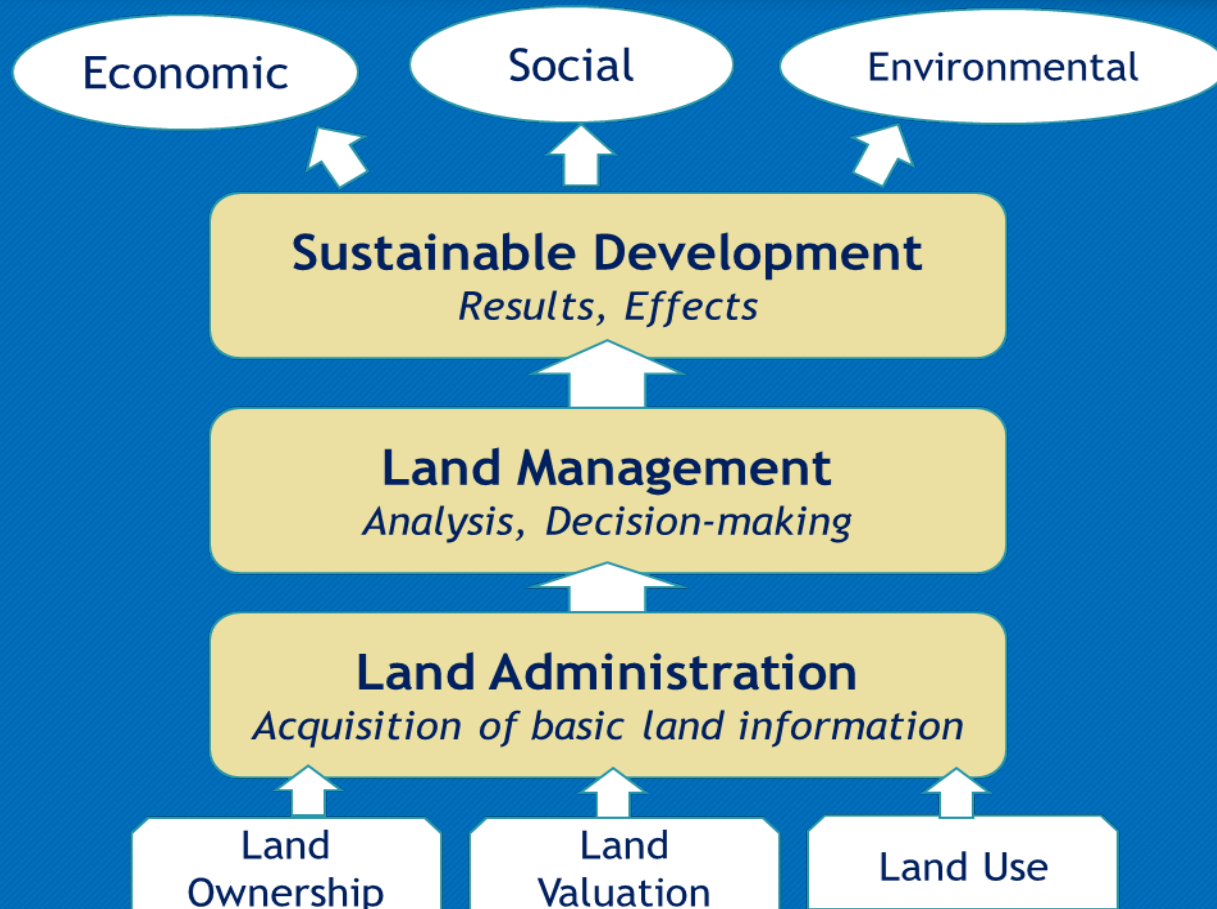 Economic
Social
Environmental
Sustainable Development
Results, Effects
Land Management
Analysis, Decision-making
Land Administration
Acquisition of basic land information
Land
Ownership
Land
Valuation
Land Use